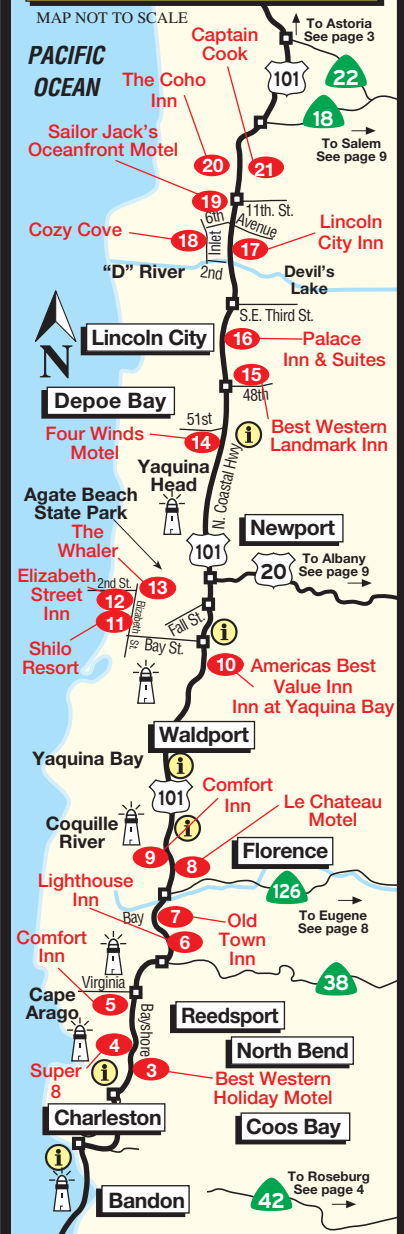 MAP NOT TO SCALE
To Astoria
See page 3
PACIFIC
OCEAN
Captain
Cook
101
22
The Coho
Inn
18
To Salem
See page 9
Sailor Jack's
Oceanfront Motel
20
21
19
6th
11th. St.
Avenue
Cozy Cove
18
Inlet
17
Lincoln
City Inn
"D" River
2nd
Devil's
Lake
N
S.E. Third St.
Lincoln City
16
Palace
Inn & Suites
15
48th
Depoe Bay
51st
Four Winds
Motel
14
i
Best Western
Landmark Inn
Yaquina
Head
N. Coastal Hwy
Agate Beach
State Park
Newport
The
Whaler
101
20
To Albany
See page 9
Elizabeth
Street
Inn
2nd St.
13
12
Elizabeth St.
11
Fall St.
i
Shilo
Resort
Bay St.
10
Americas Best
Value Inn
Inn at Yaquina Bay
Waldport
Yaquina Bay
i
101
Comfort
Inn
Coquille
River
i
Le Chateau
Motel
9
8
Florence
Lighthouse
Inn
126
To Eugene
See page 8
Bay
7
Old
Town
Inn
6
Comfort
Inn
38
Virginia
Cape
Arago
5
Bayshore
Reedsport
4
North Bend
Super
8
i
3
Best Western
Holiday Motel
Charleston
Coos Bay
i
To Roseburg
See page 4
42
Bandon